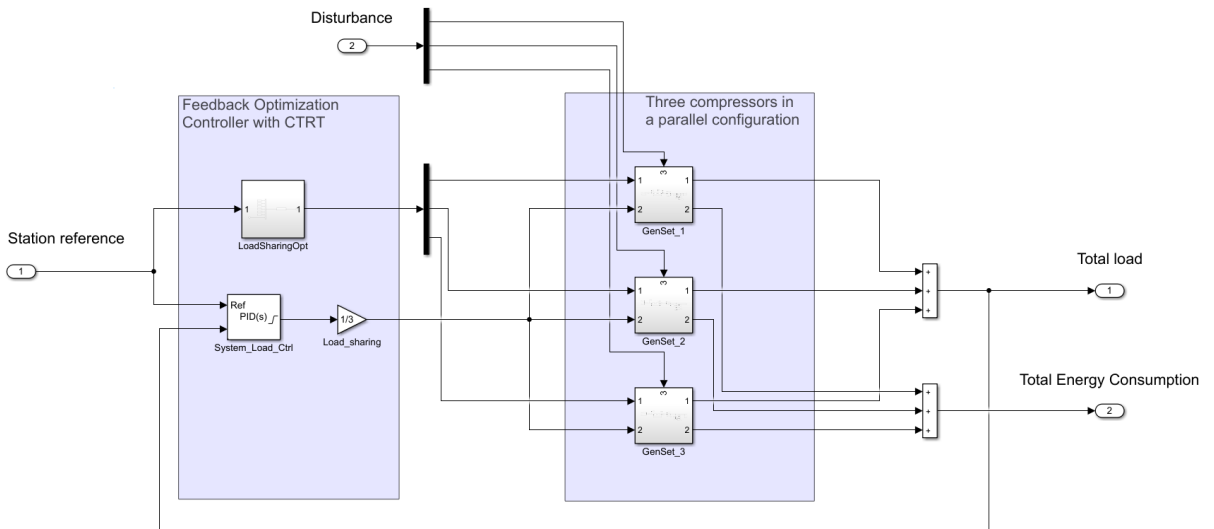 Disturbance
2
Feedback Optimization
Controller with CTRT
Three compressors in
a parallel configuration
3
1
1
2
2
GenSet_1
1
1
LoadSharingOpt
Station reference
1
Ref
PID(s)
System_Load_Ctrl
1/3
Load_sharing
3
1
1
2
2
GenSet_2
3
1
1
2
2
GenSet_3
+
+
+
Total load
1
+
+
+
Total Energy Consumption
2